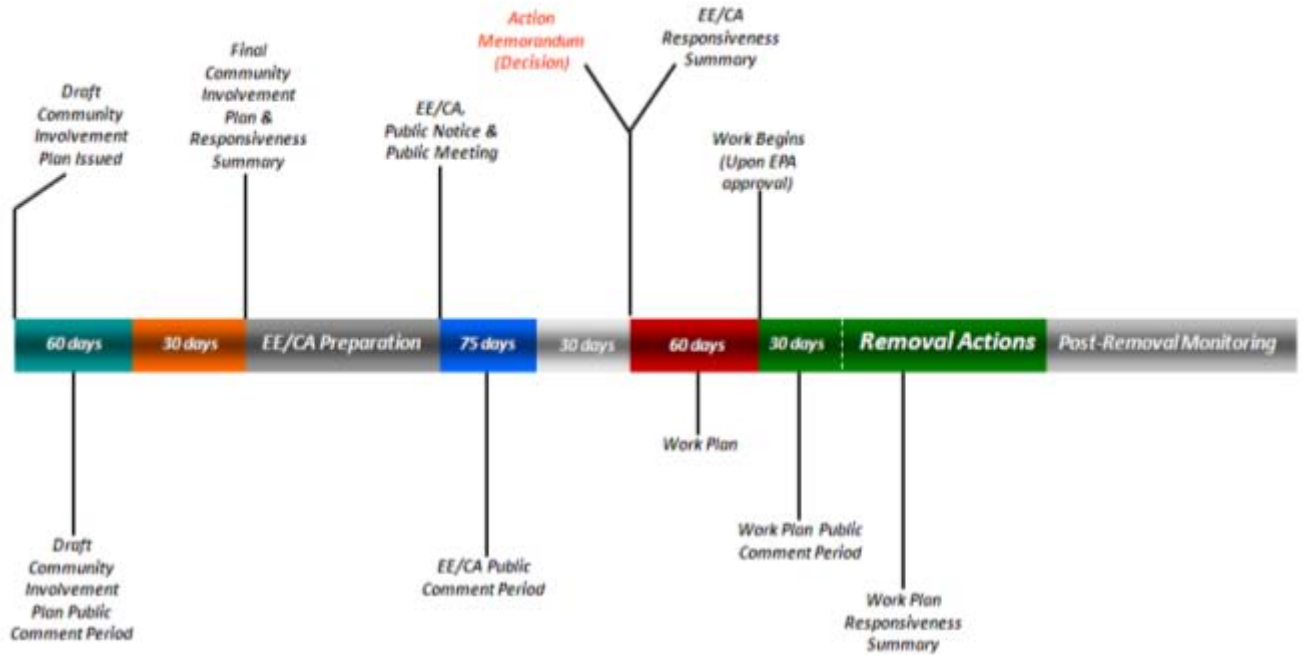 Action
Memorandum
(Decision)
EE/CA
Responsiveness
Summary
Final
Community
Involvement
Plan &
Responsiveness
Summary
Draft
Community
Involvement
Plan Issued
EE/CA,
Public Notice &
Public Meeting
Work Begins
(Upon EPA
approval)
60 days
30 days
EE/CA Preparation
75 days
30 days
60 days
30 days
Removal Actions
Post-Removal Monitoring
Work Plan
Work Plan Public
Comment Period
Draft
Community
Involvement
Plan Public
Comment Period
EE/CA Public
Comment Period
Work Plan
Responsiveness
Summary